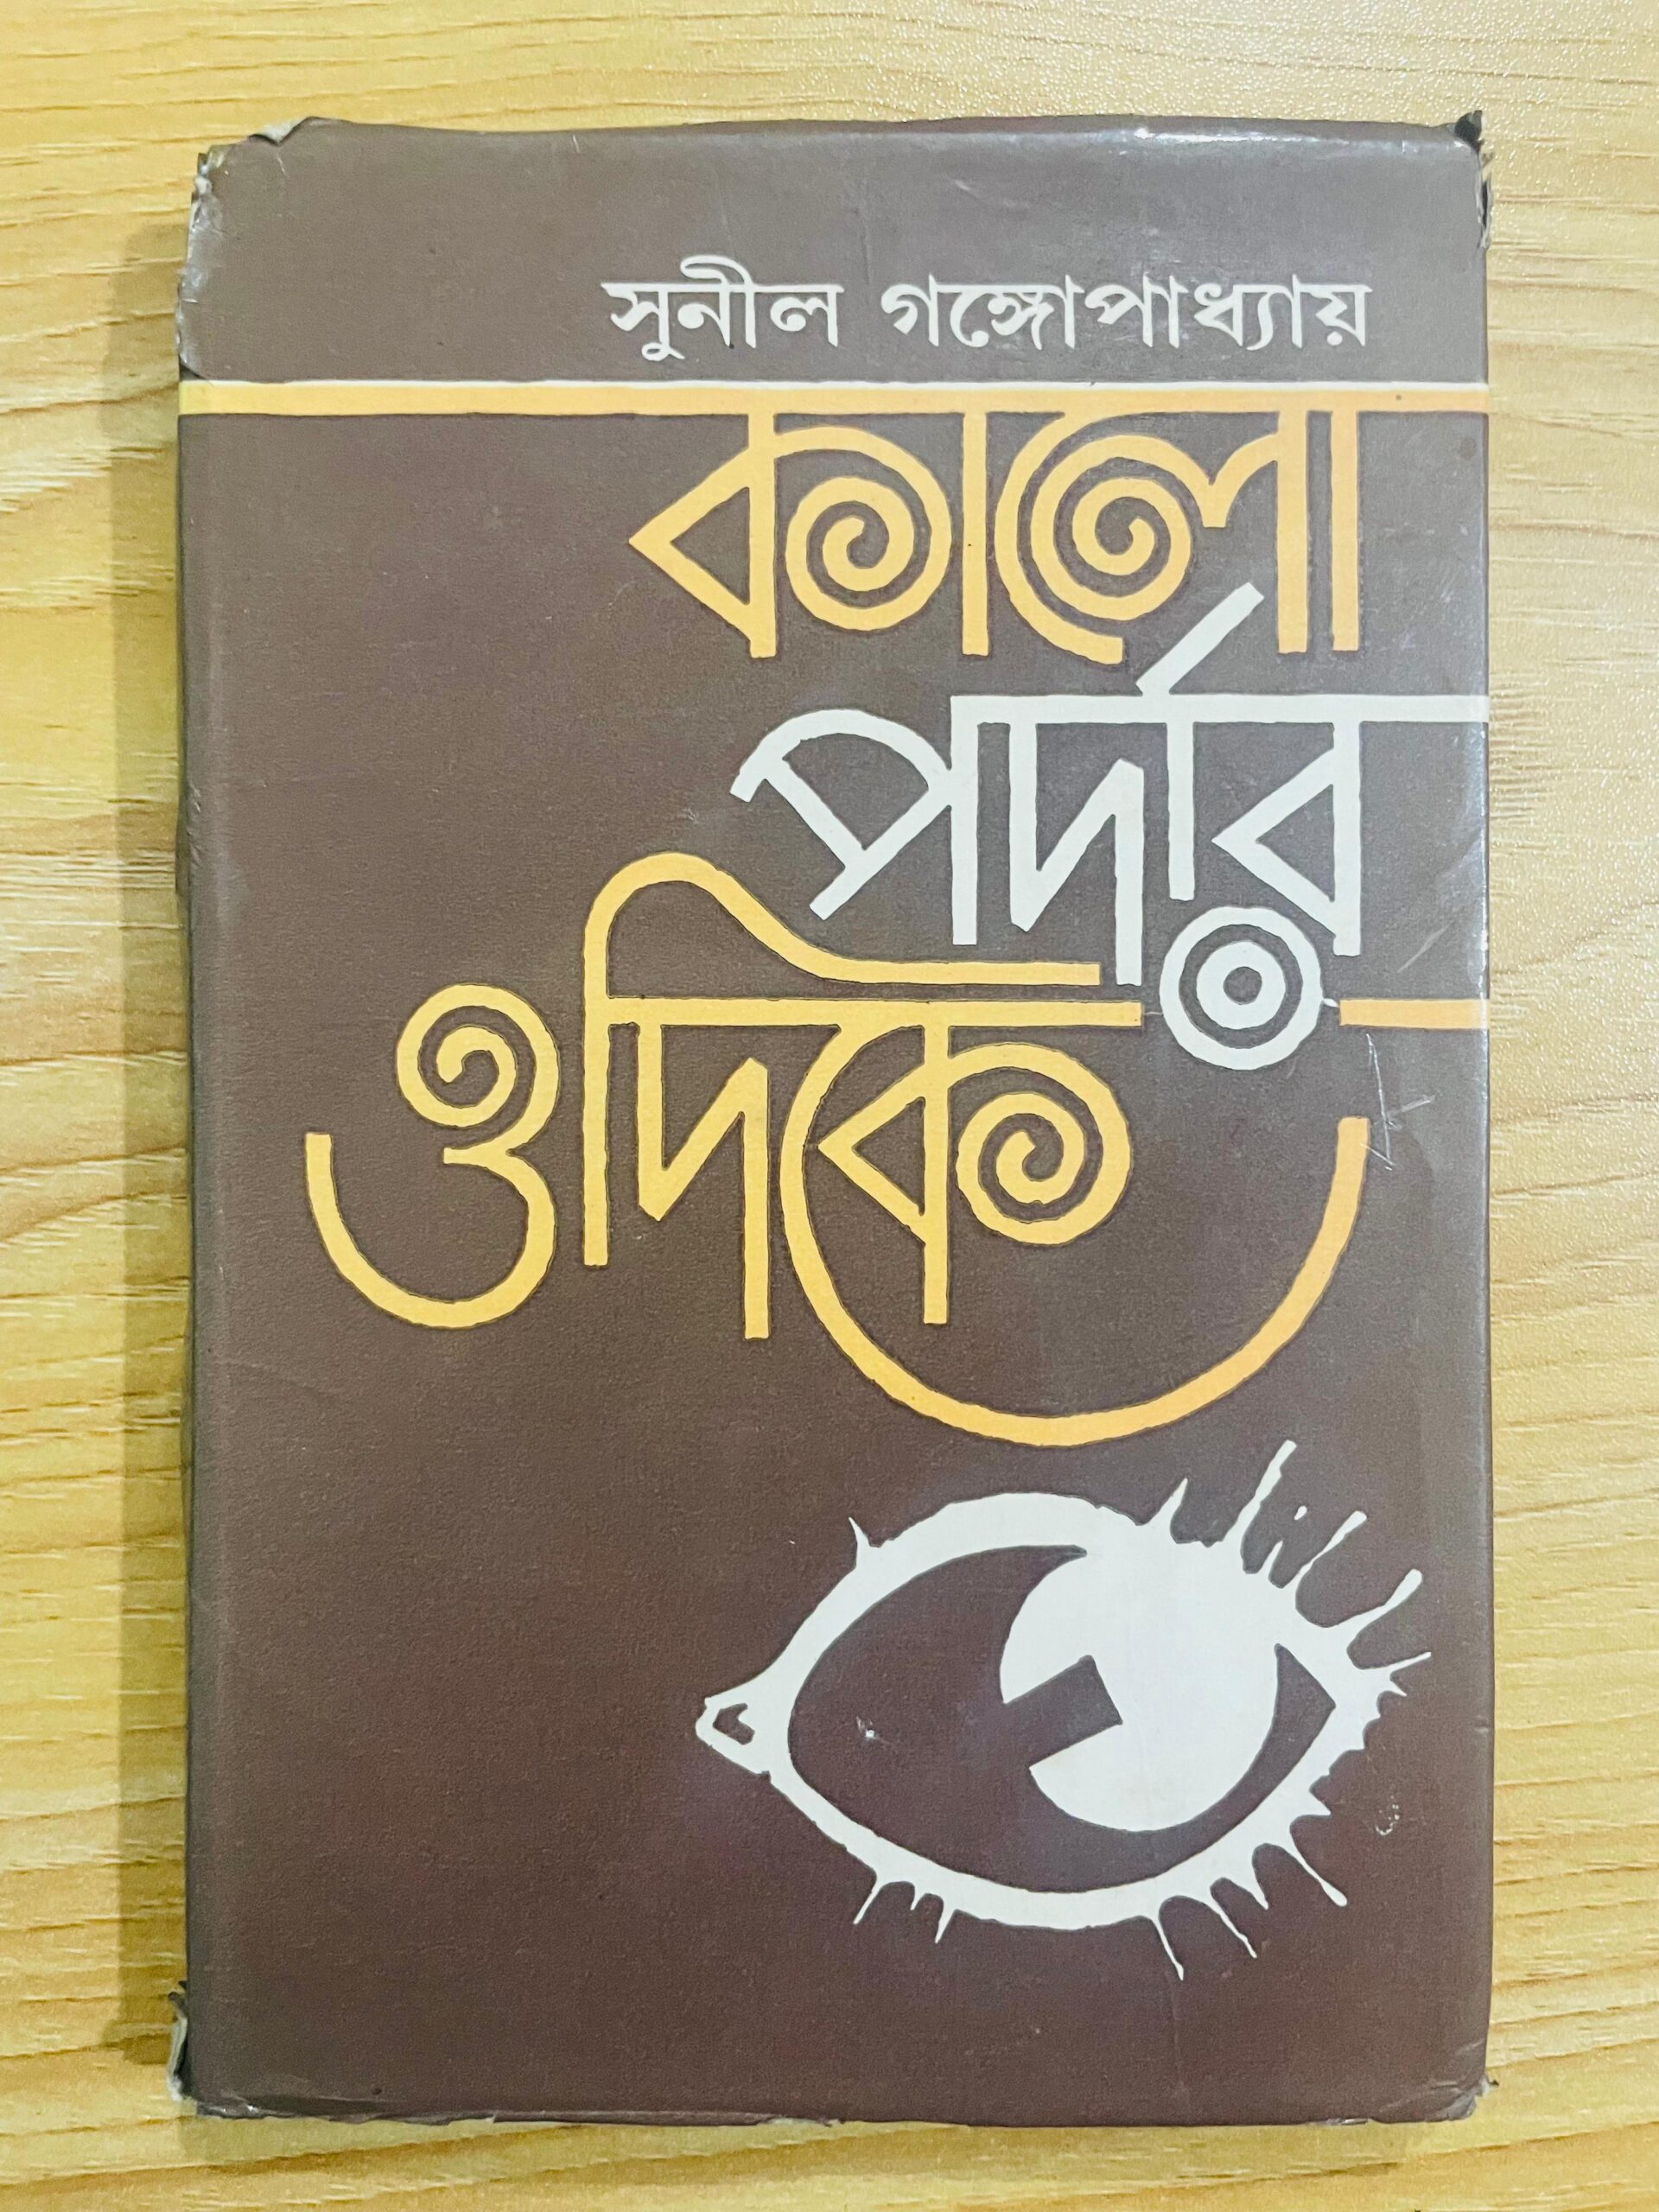 সুনীল গঙ্গোপাধ্যায়
কালো
পর্দার
ওদিকে